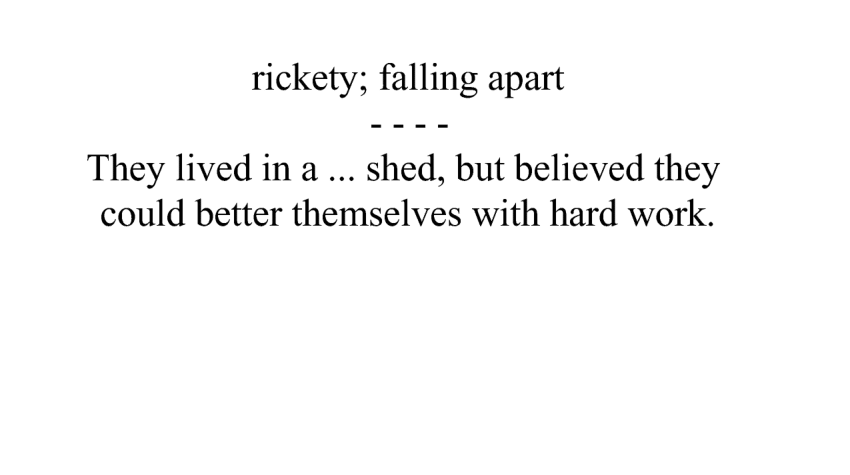 rickety; falling apart
- - - -
They lived in a ... shed, but believed they
could better themselves with hard work.